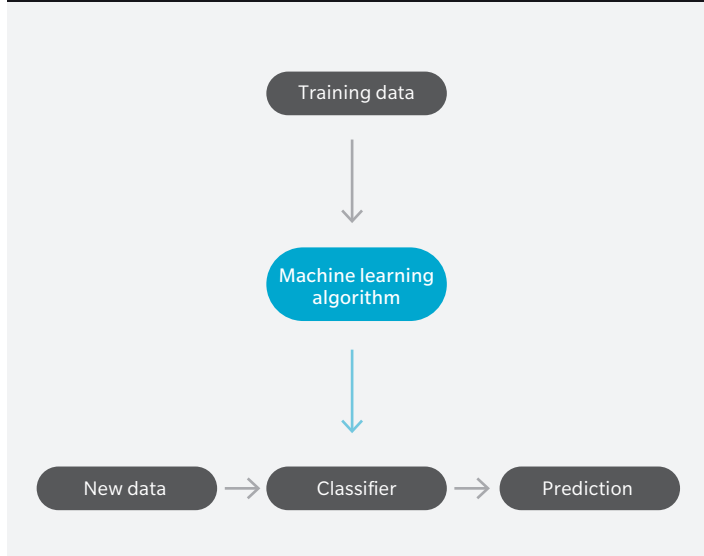 Training data
Machine learning
algorithm
New data
Classifier
Prediction